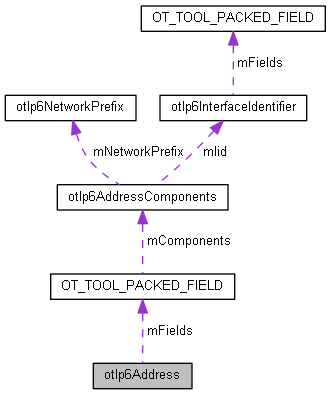 OT_TOOL_PACKED_FIELD
mFields
otIp6NetworkPrefix
otIp6InterfaceIdentifier
mNetworkPrefix
mIid
otIp6AddressComponents
mComponents
OT_TOOL_PACKED_FIELD
mFields
otIp6Address